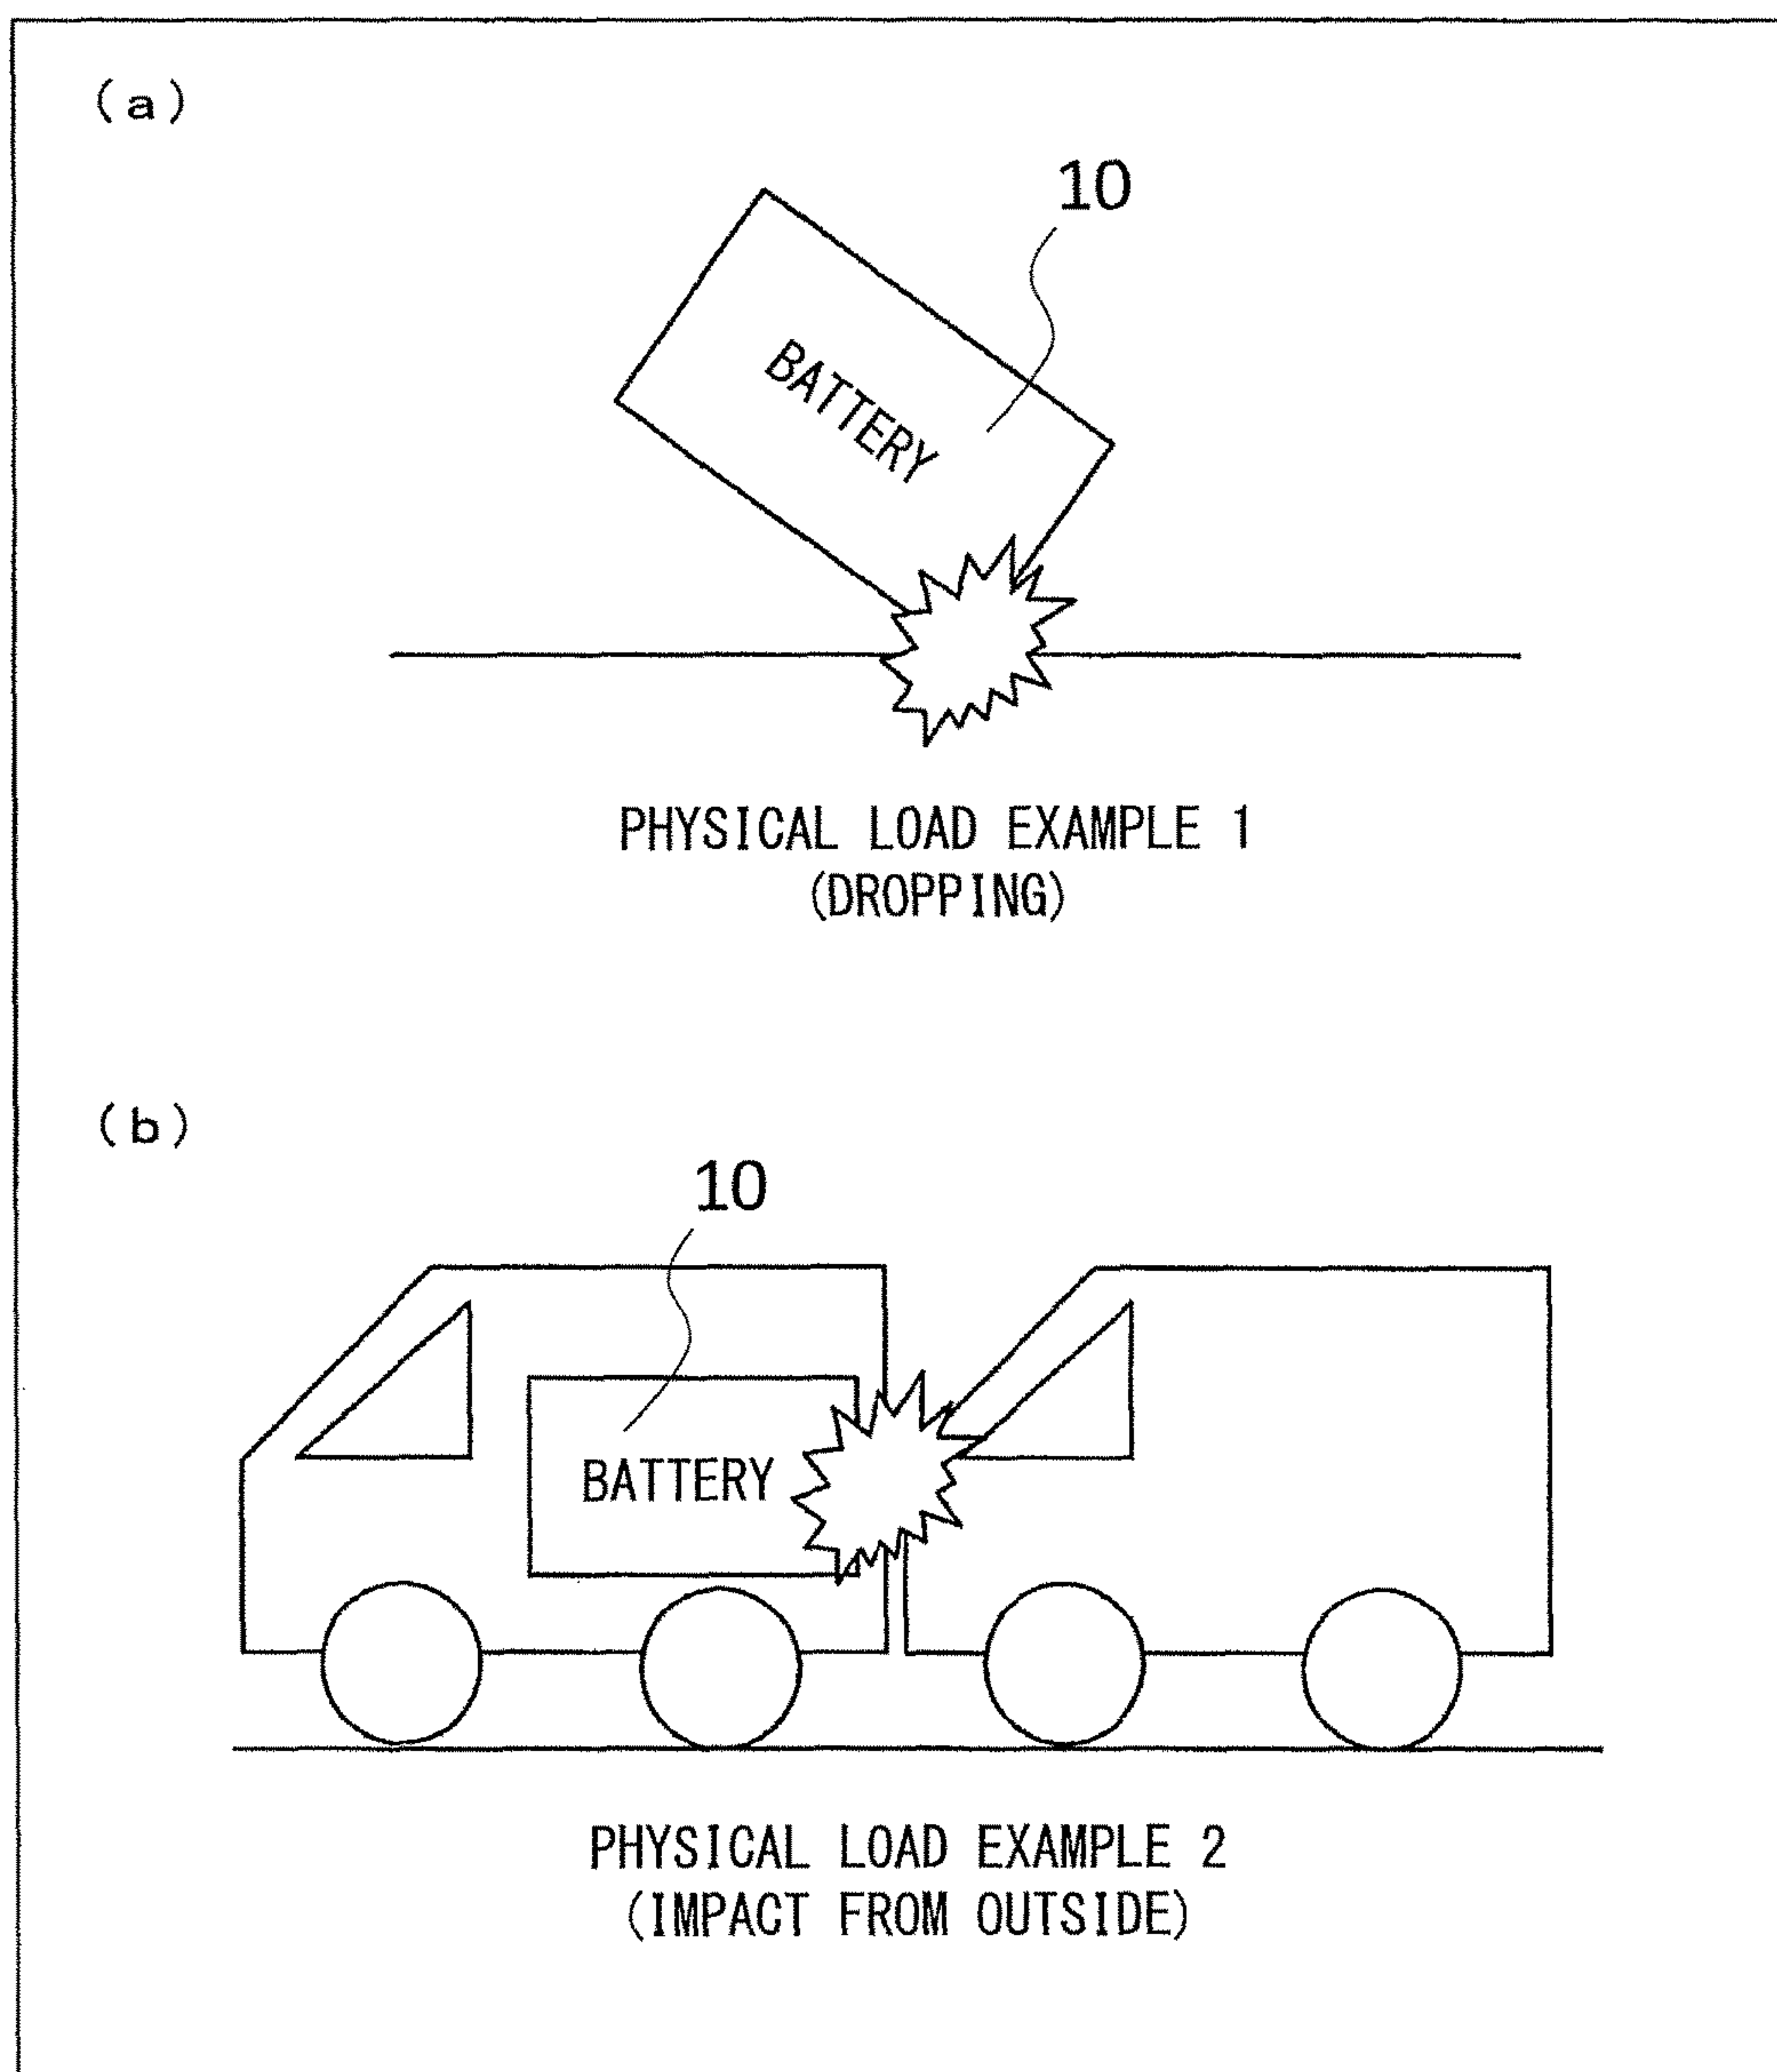 (a)
10
BATTERY
PHYSICAL LOAD EXAMPLE 1
(DROPPING)
(b)
10
BATTERY
PHYSICAL LOAD EXAMPLE 2
(IMPACT FROM OUTSIDE)